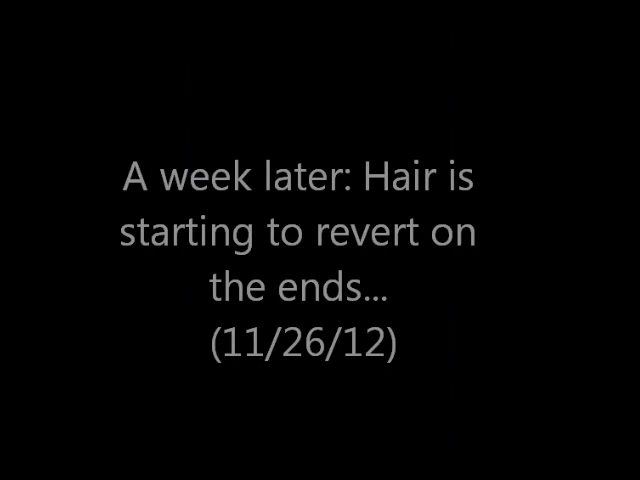 A week later: Hair is
starting to revert on
the ends...
(11/26/12)